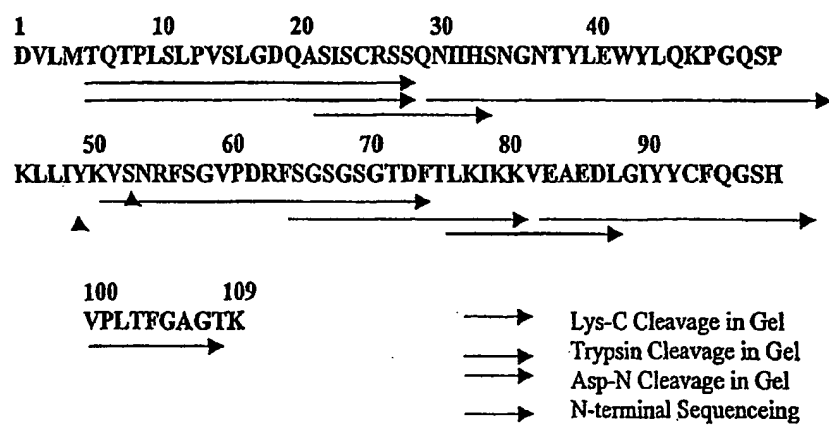 1 10 20 30 40
DVLMTQTPLSLPVSLGDQASISCRSSQNIIHSNGNTYLEWYLQKPGQSP
50 60 70 80 90
KLLIYKVSNRFSGVPDRFSGSGSGTDFTLKIKKVEAEDLGIYYCFQGSH
100 109
VPLTFGAGTK
Lys-C Cleavage in Gel
Trypsin Cleavage in Gel
Asp-N Cleavage in Gel
N-terminal Sequenceing